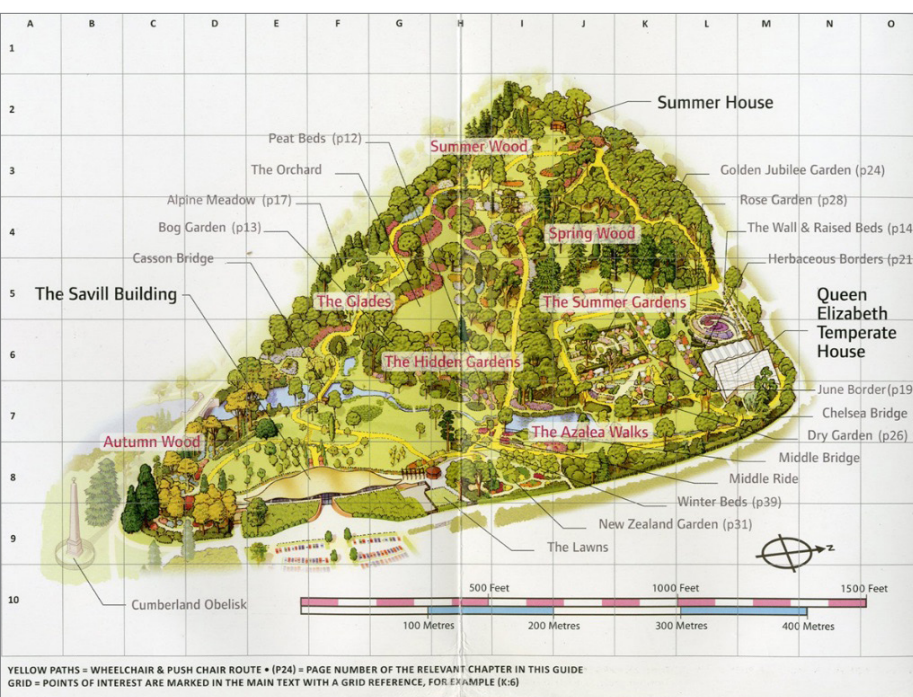 A B C D E F G H I J K L M N O
1
2
3
4
5
6
7
8
9
10
Summer House
Peat Beds (p12)
Summer Wood
The Orchard
Golden Jubilee Garden (p24)
Alpine Meadow (p17)
Rose Garden (p28)
Bog Garden (p13)
Spring Wood
The Wall & Raised Beds (p14
Casson Bridge
Herbaceous Borders (p21
The Savill Building
The Glades
The Summer Gardens
Queen
Elizabeth
Temperate
House
The Hidden Gardens
June Border(p19
Chelsea Bridge
Autumn Wood
The Azalea Walks
Dry Garden (p26)
Middle Bridge
Middle Ride
Winter Beds (p39)
New Zealand Garden (p31)
The Lawns
N
Cumberland Obelisk
500 Feet 1000 Feet 1500 Feet
100 Metres 200 Metres 300 Metres 400 Metres
YELLOW PATHS = WHEELCHAIR & PUSH CHAIR ROUTE • (P24) = PAGE NUMBER OF THE RELEVANT CHAPTER IN THIS GUIDE
GRID = POINTS OF INTEREST ARE MARKED IN THE MAIN TEXT WITH A GRID REFERENCE, FOR EXAMPLE (K:6)